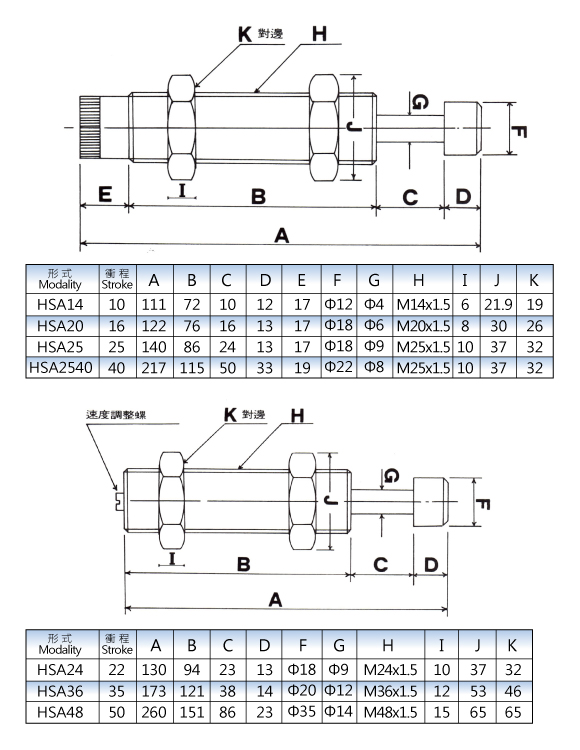 K 對邊 H
G
J
F
I
E B C D
A
形式 衝程 A B C D E F G H I J K
Modality Stroke
HSA14 10 111 72 10 12 17 Φ12 Φ4 M14x1.5 6 21.9 19
HSA20 16 122 76 16 13 17 Φ18 Φ6 M20x1.5 8 30 26
HSA25 25 140 86 24 13 17 Φ18 Φ9 M25x1.5 10 37 32
HSA2540 40 217 115 50 33 19 Φ22 Φ8 M25x1.5 10 37 32
速度調整螺 K 對邊 H
G
J
F
I
B C D
A
形式 衝程 A B C D F G H I J K
Modality Stroke
HSA24 22 130 94 23 13 Φ18 Φ9 M24x1.5 10 37 32
HSA36 35 173 121 38 14 Φ20 Φ12 M36x1.5 12 53 46
HSA48 50 260 151 86 23 Φ35 Φ14 M48x1.5 15 65 65